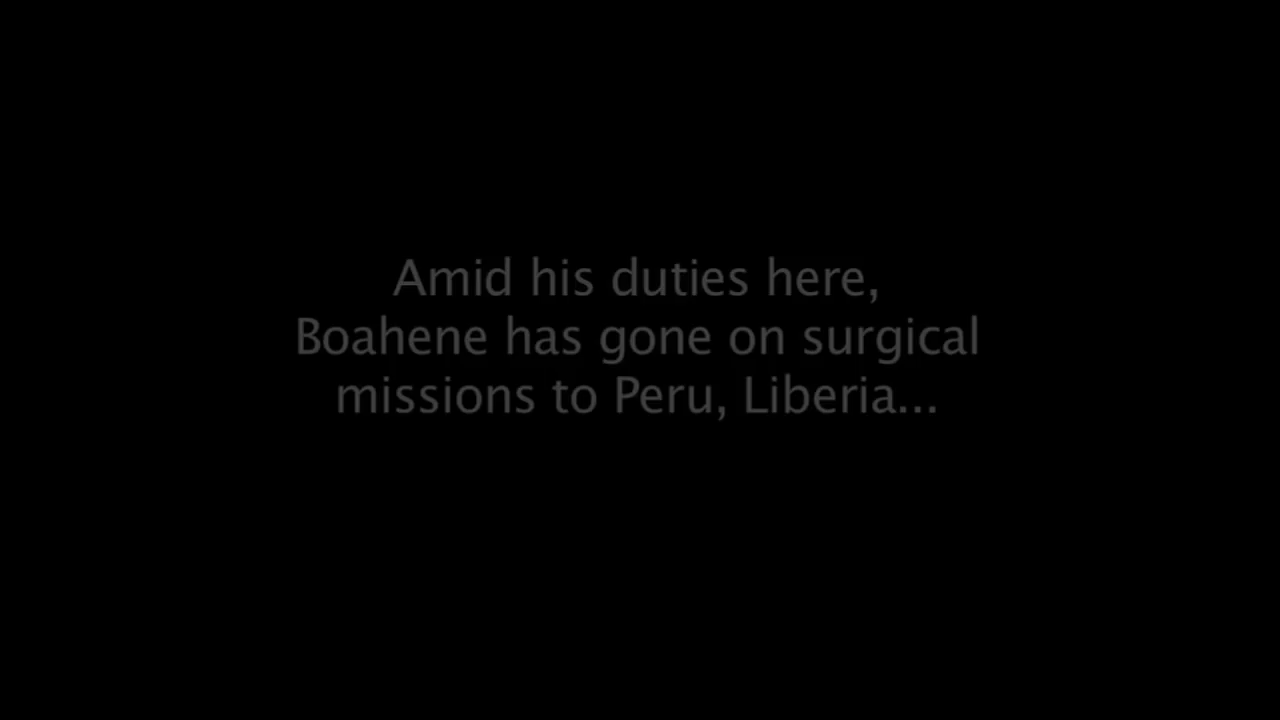 Amid his duties here,
Boahene has gone on surgical
missions to Peru, Liberia...